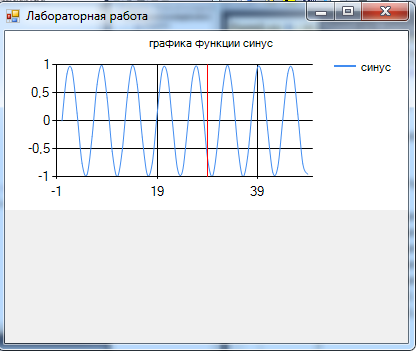 Лабораторная работа
графика функции синус
синус
1
0,5
0
-0,5
-1
-1 19 39